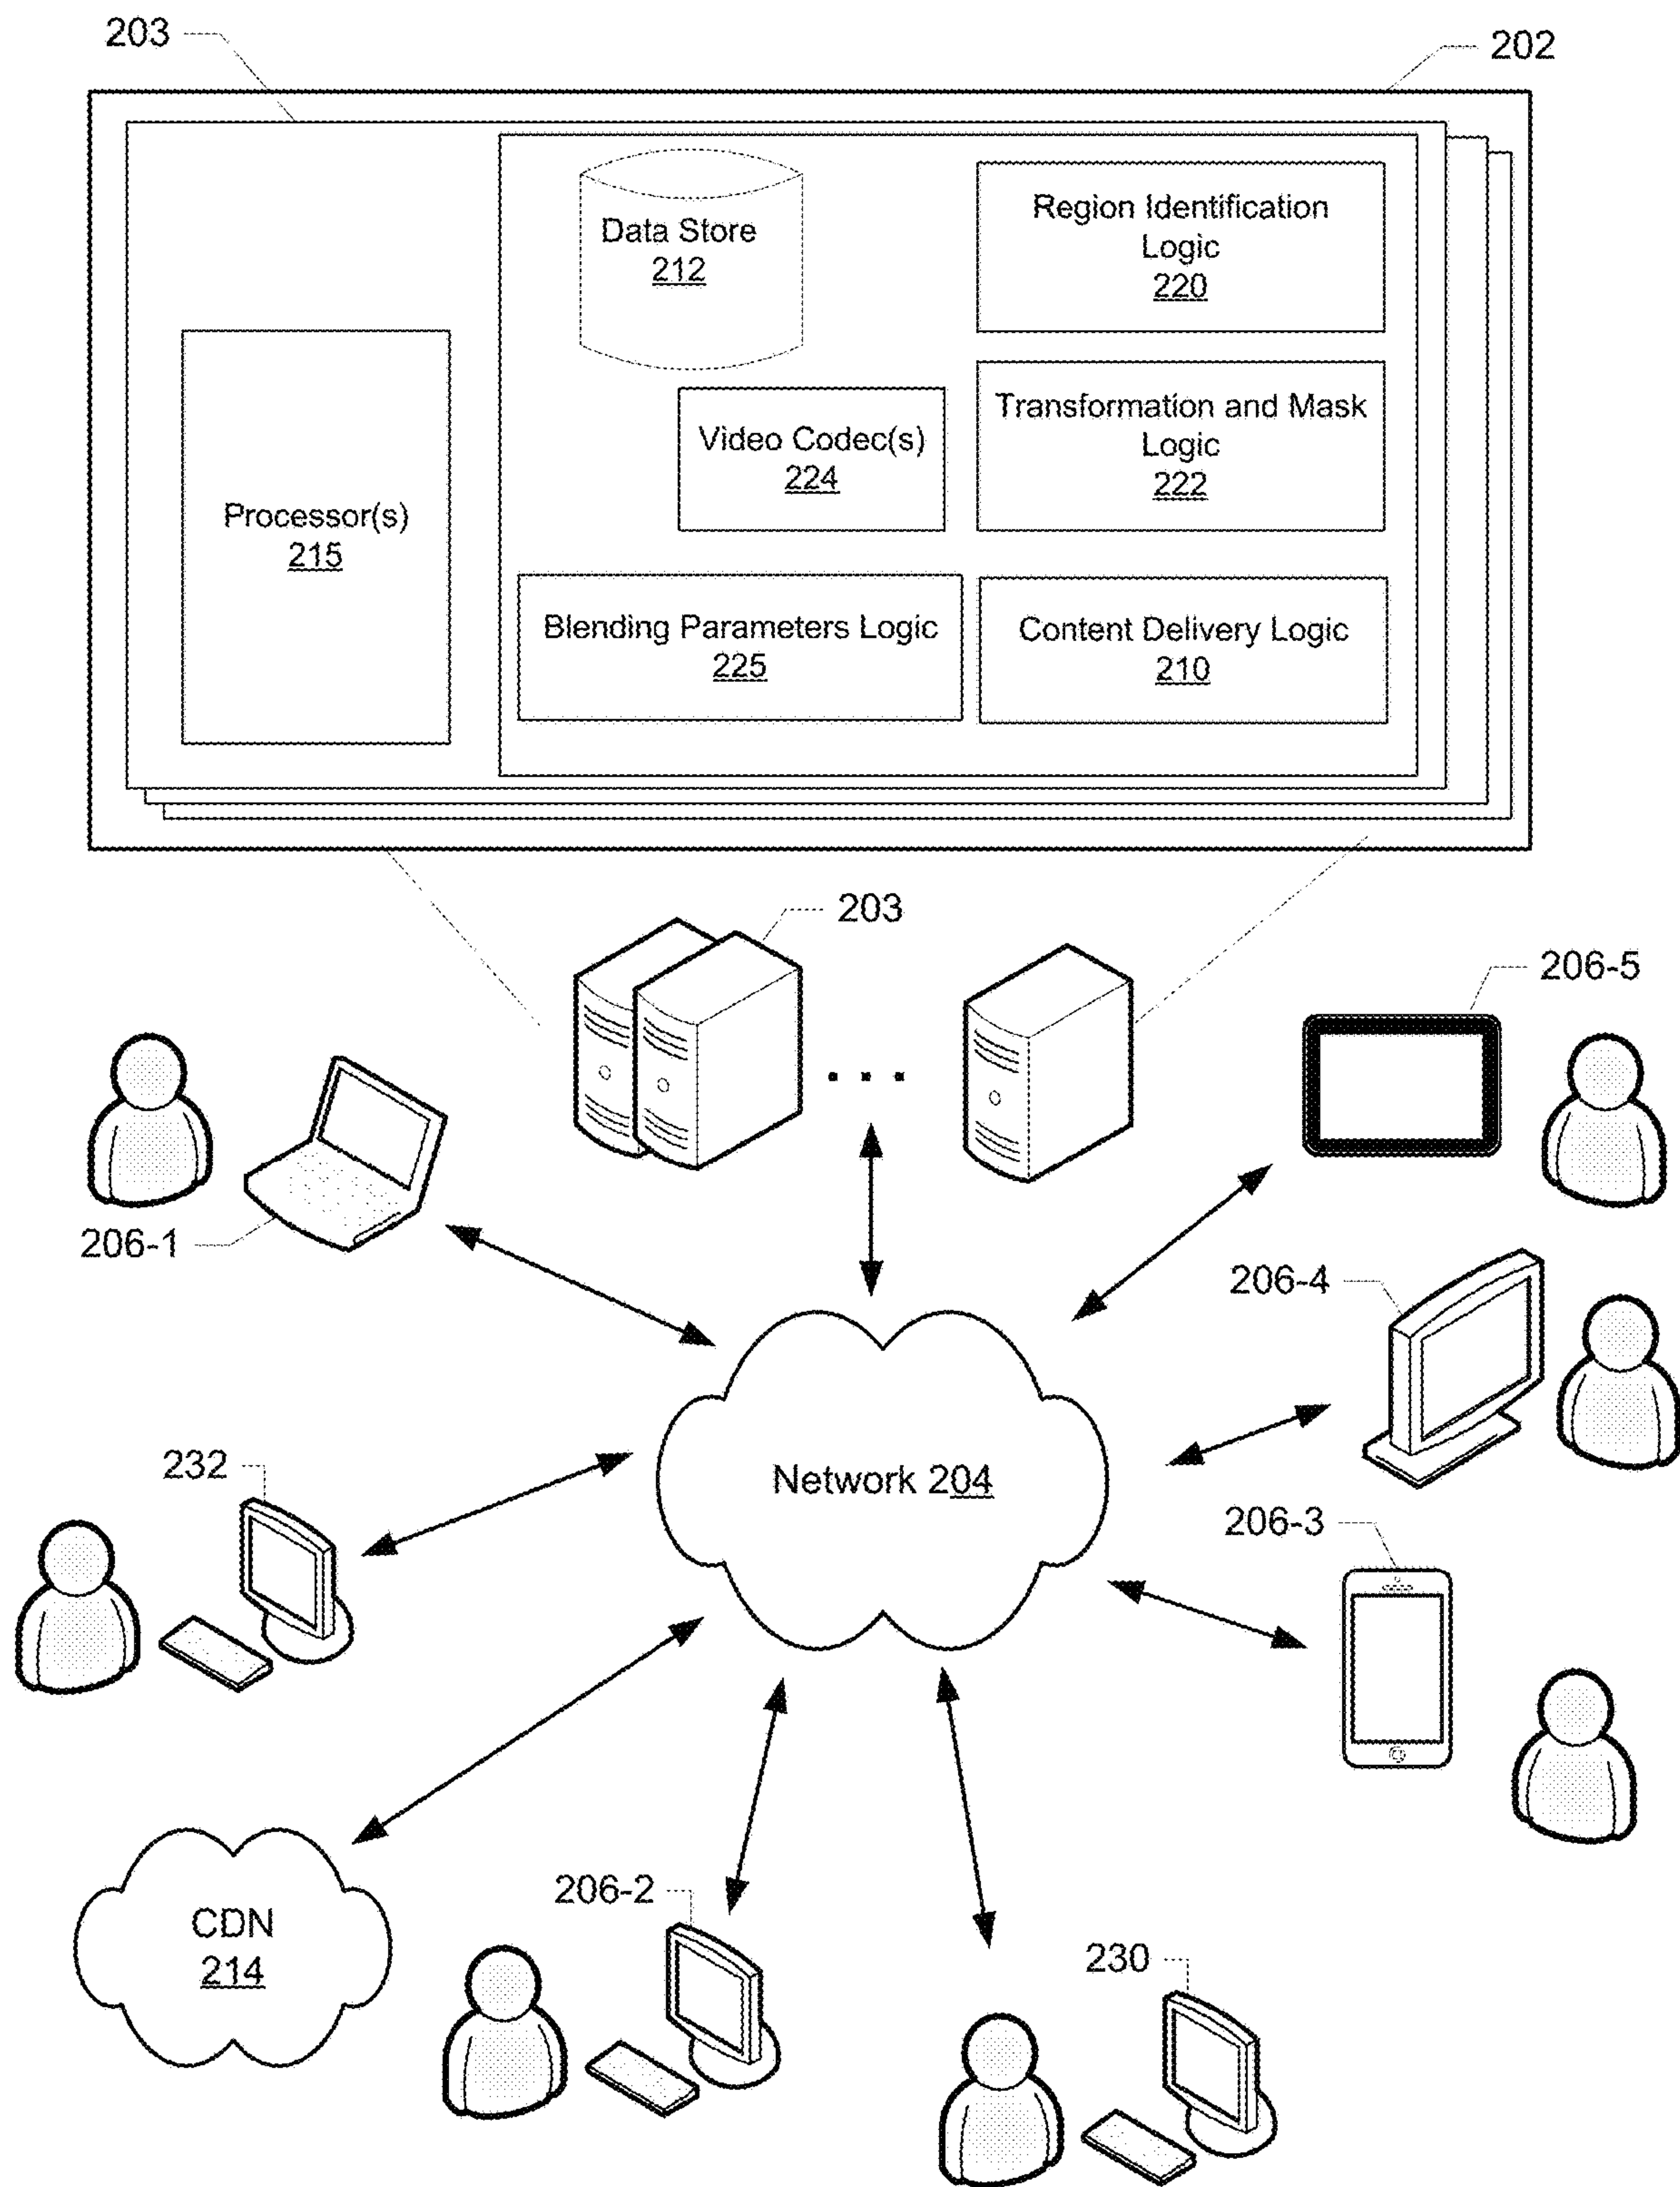 203
202
Data Store
212
Region Identification
Logic
220
Video Codec(s)
224
Transformation and Mask
Logic
222
Processor(s)
215
Blending Parameters Logic
225
Content Delivery Logic
210
203
206-5
206-1
206-4
232
Network 204
206-3
206-2
CDN
214
230